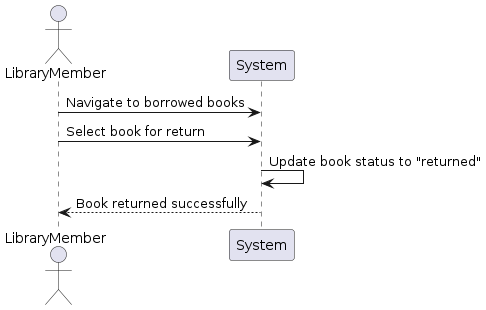 LibraryMember
System
Navigate to borrowed books
Select book for return
Update book status to "returned"
Book returned successfully
LibraryMember
System